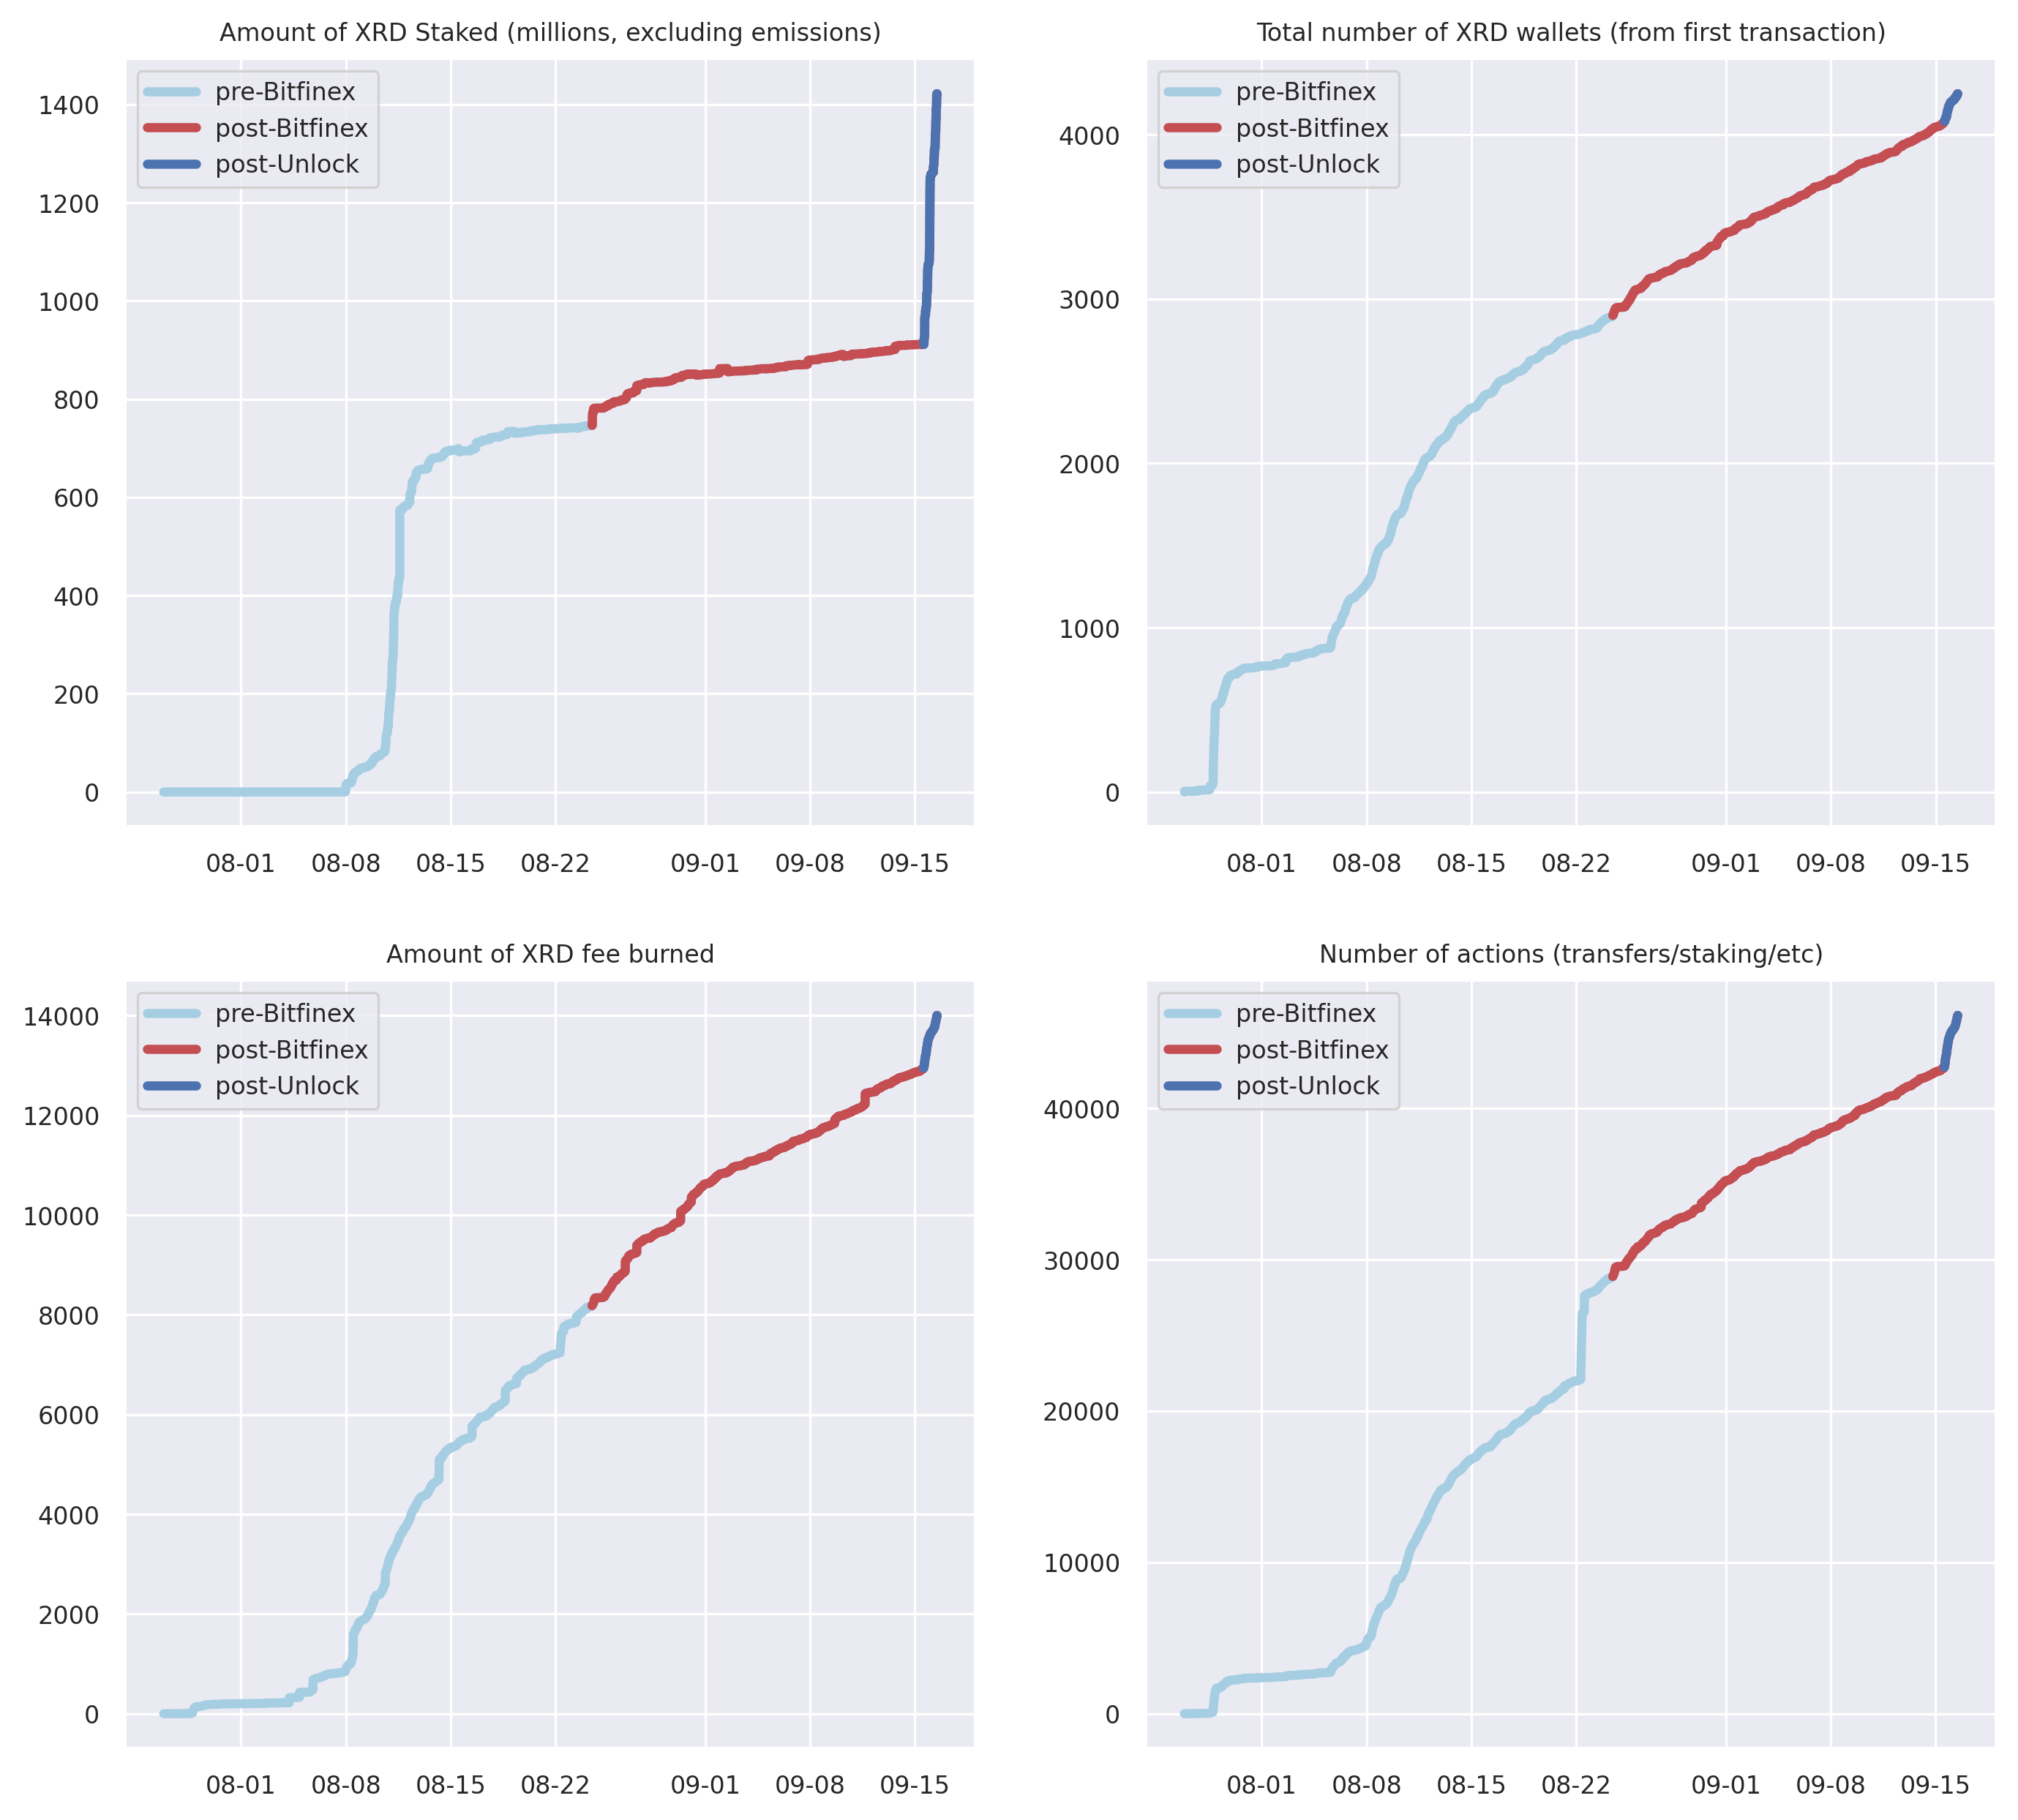 Amount of XRD Staked (millions, excluding emissions)
pre-Bitfinex
post-Bitfinex
post-Unlock
1400
1200
1000
800
600
400
200
0
08-01 08-08 08-15 08-22 09-01 09-08 09-15
Total number of XRD wallets (from first transaction)
pre-Bitfinex
post-Bitfinex
post-Unlock
4000
3000
2000
1000
0
08-01 08-08 08-15 08-22 09-01 09-08 09-15
Amount of XRD fee burned
pre-Bitfinex
post-Bitfinex
post-Unlock
14000
12000
10000
8000
6000
4000
2000
0
08-01 08-08 08-15 08-22 09-01 09-08 09-15
Number of actions (transfers/staking/etc)
pre-Bitfinex
post-Bitfinex
post-Unlock
40000
30000
20000
10000
0
08-01 08-08 08-15 08-22 09-01 09-08 09-15